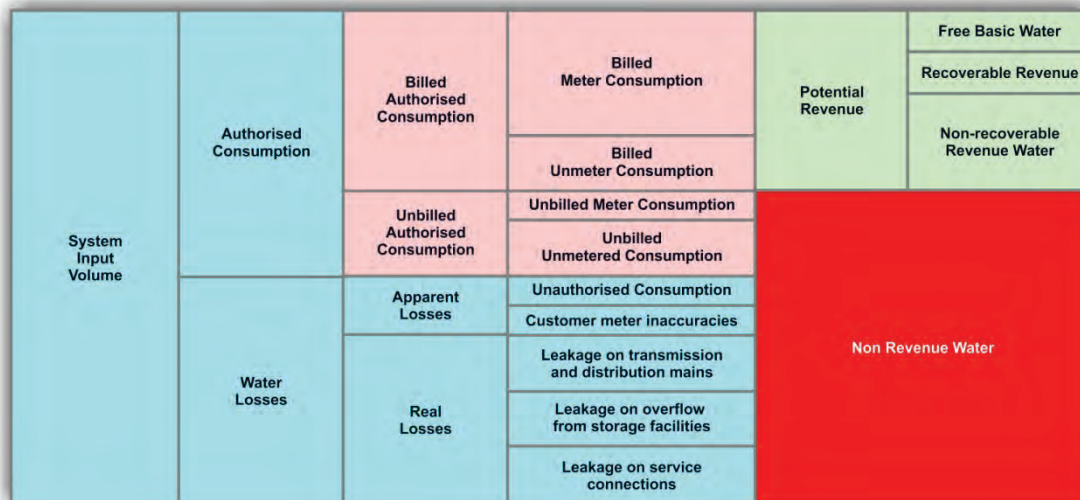 System
Input
Volume
Authorised
Consumption
Water
Losses
Billed
Authorised
Consumption
Unbilled
Authorised
Consumption
Apparent
Losses
Real
Losses
Billed
Meter Consumption
Billed
Unmeter Consumption
Unbilled Meter Consumption
Unbilled
Unmetered Consumption
Unauthorised Consumption
Customer meter inaccuracies
Leakage on transmission
and distribution mains
Leakage on overflow
from storage facilities
Leakage on service
connections
Potential
Revenue
Free Basic Water
Recoverable Revenue
Non-recoverable
Revenue Water
Non Revenue Water